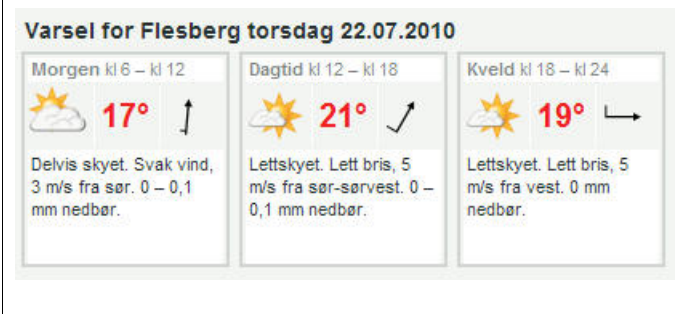 Varsel for Flesberg torsdag 22.07.2010
Morgen kl 6 – kl 12
17°
Delvis skyet. Svak vind,
3 m/s fra sør. 0 – 0,1
mm nedbør.
Dagtid kl 12 – kl 18
21°
Lettskyet. Lett bris, 5
m/s fra sør-sørvest. 0 –
0,1 mm nedbør.
Kveld kl 18 – kl 24
19°
Lettskyet. Lett bris, 5
m/s fra vest. 0 mm
nedbør.